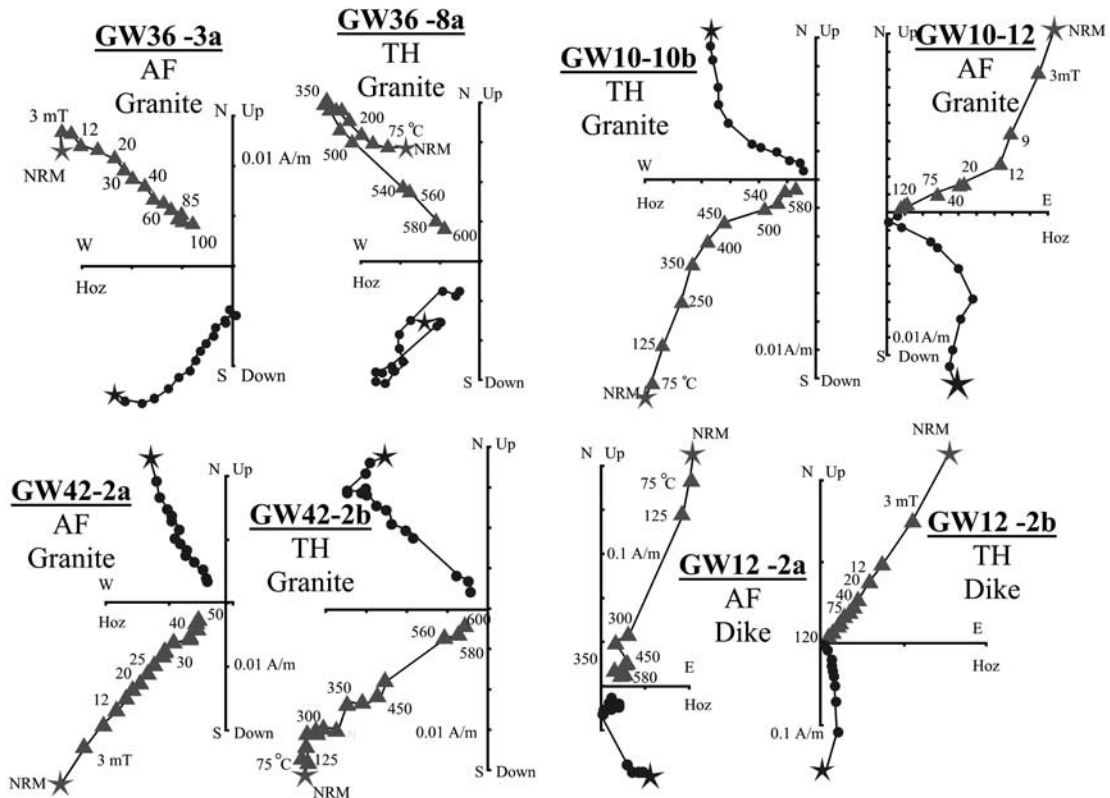 GW36 -3a
AF
Granite
N Up
3 mT
12
20
0.01 A/m
NRM
30
40
85
60
100
W
Hoz
S Down
GW36 -8a
TH
Granite
350
N Up
200
75 °C
NRM
500
540
560
580
600
W
Hoz
S Down
GW10-10b
TH
Granite
N Up
W
Hoz
540
580
500
450
400
350
250
125
0.01A/m
75 °C
NRM
S Down
N Up
GW10-12
AF
Granite
NRM
3mT
9
12
20
75
40
120
E
Hoz
0.01A/m
S Down
GW42-2a
AF
Granite
N Up
W
Hoz
50
40
30
25
20
0.01 A/m
12
3 mT
NRM
S Down
GW42-2b
TH
Granite
N Up
W
Hoz
600
560
580
350
450
300
0.01 A/m
75 °C
125
NRM
S Down
N Up
NRM
75 °C
125
0.1 A/m
GW12 -2a
AF
Dike
300
350
450
580
E
Hoz
S Down
N Up
NRM
3 mT
GW12 -2b
TH
Dike
12
20
40
75
120
E
Hoz
0.1 A/m
S Down